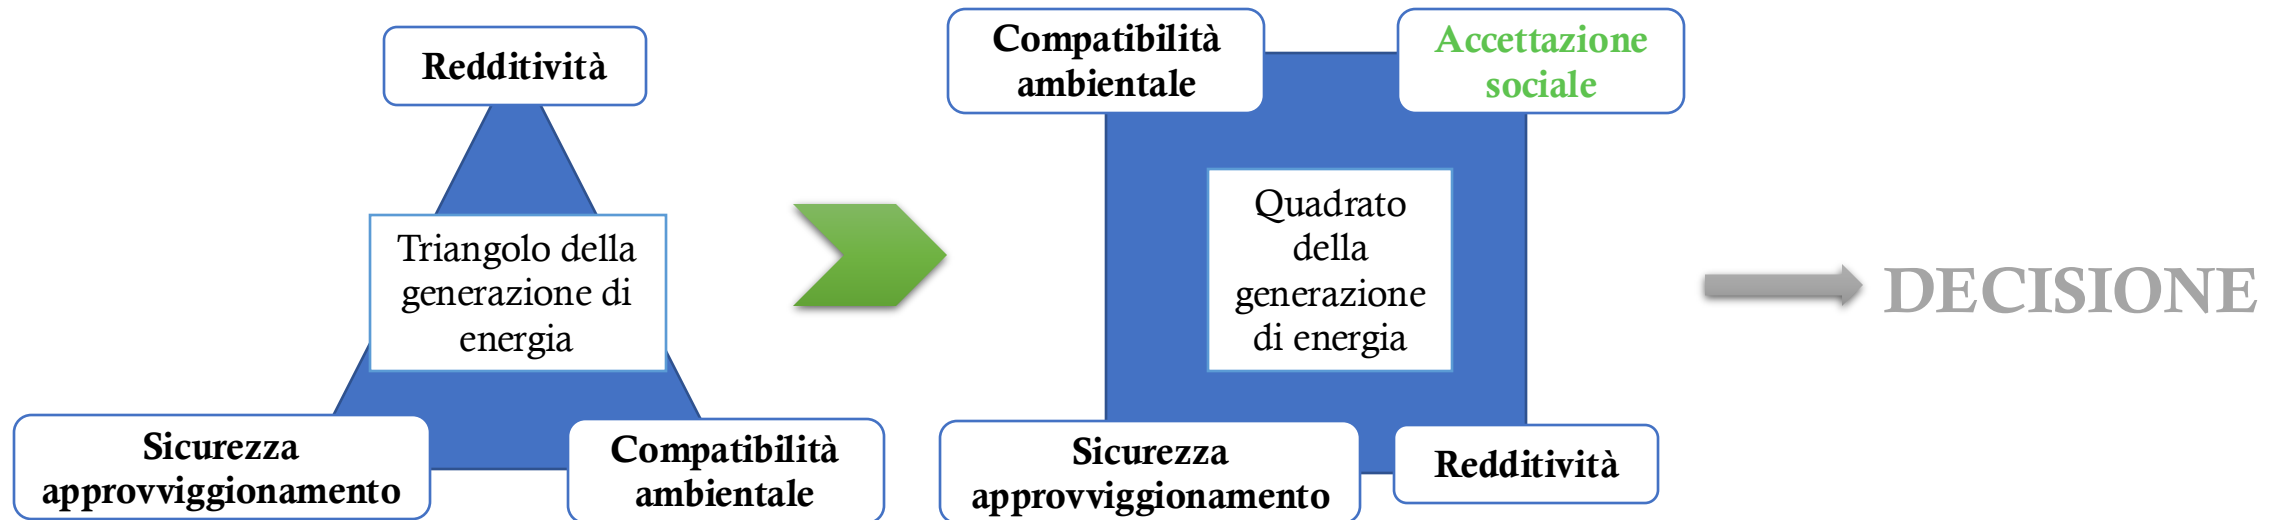 Redditività
Triangolo della
generazione di
energia
Sicurezza
approvviggionamento
Compatibilità
ambientale
Compatibilità
ambientale
Accettazione
sociale
Quadrato
della
generazione
di energia
Sicurezza
approvviggionamento
Redditività
DECISIONE